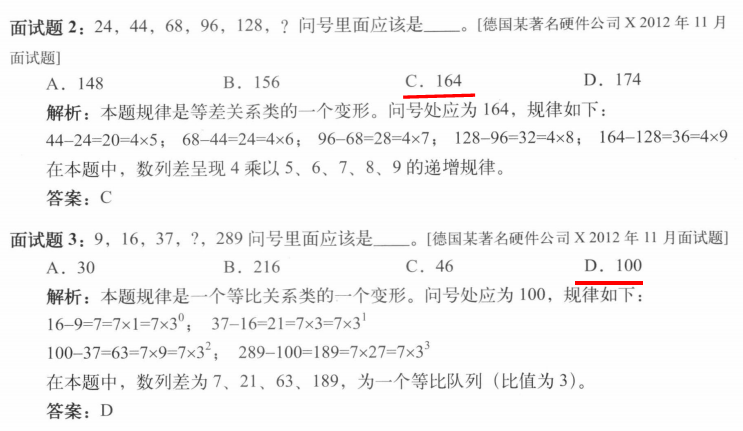 面试题 2：24，44，68，96，128，? 问号里面应该是____。[德国某著名硬件公司 X 2012 年 11 月
面试题]
A．148 B．156 C．164 D．174
解析：本题规律是等差关系类的一个变形。问号处应为 164，规律如下：
44–24=20=4×5； 68–44=24=4×6； 96–68=28=4×7； 128–96=32=4×8； 164–128=36=4×9
在本题中，数列差呈现 4 乘以 5、6、7、8、9 的递增规律。
答案：C
面试题 3：9，16，37，?，289 问号里面应该是____。[德国某著名硬件公司 X 2012 年 11 月面试题]
A．30 B．216 C．46 D．100
解析：本题规律是一个等比关系类的一个变形。问号处应为 100，规律如下：
16–9=7=7×1=7×3⁰； 37–16=21=7×3=7×3¹
100–37=63=7×9=7×3²； 289–100=189=7×27=7×3³
在本题中，数列差为 7、21、63、189，为一个等比队列（比值为 3）。
答案：D